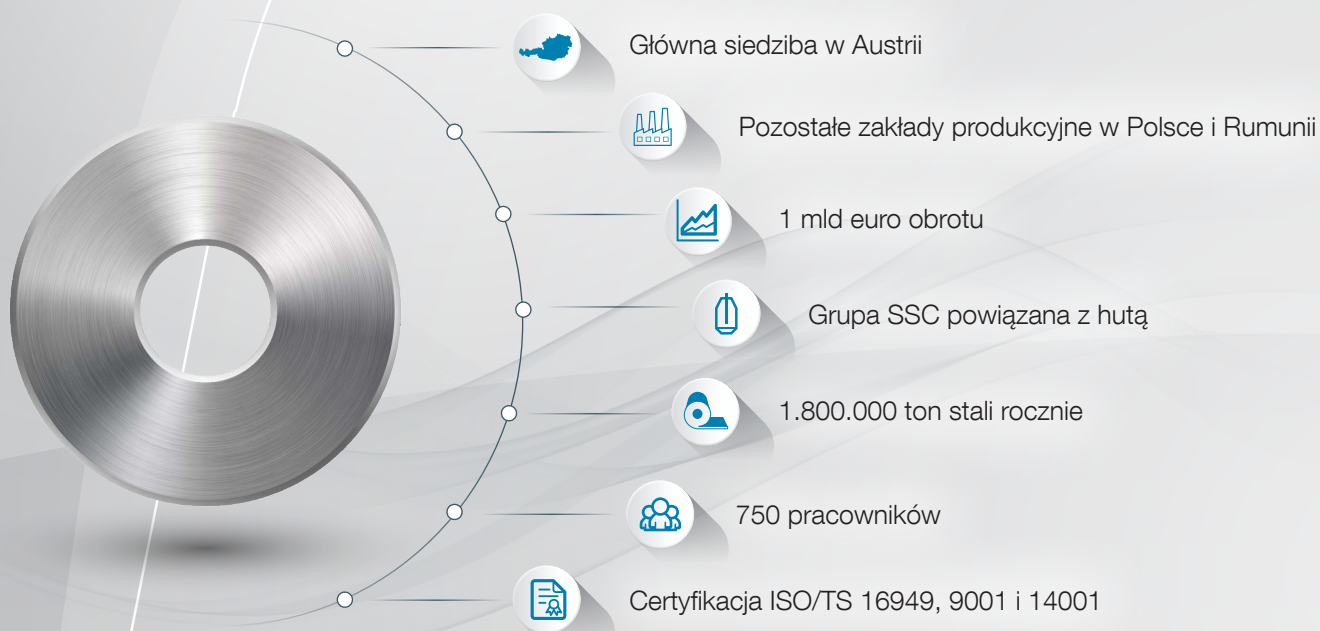 Główna siedziba w Austrii
Pozostałe zakłady produkcyjne w Polsce i Rumunii
1 mld euro obrotu
Grupa SSC powiązana z hutą
1.800.000 ton stali rocznie
750 pracowników
Certyfikacja ISO/TS 16949, 9001 i 14001